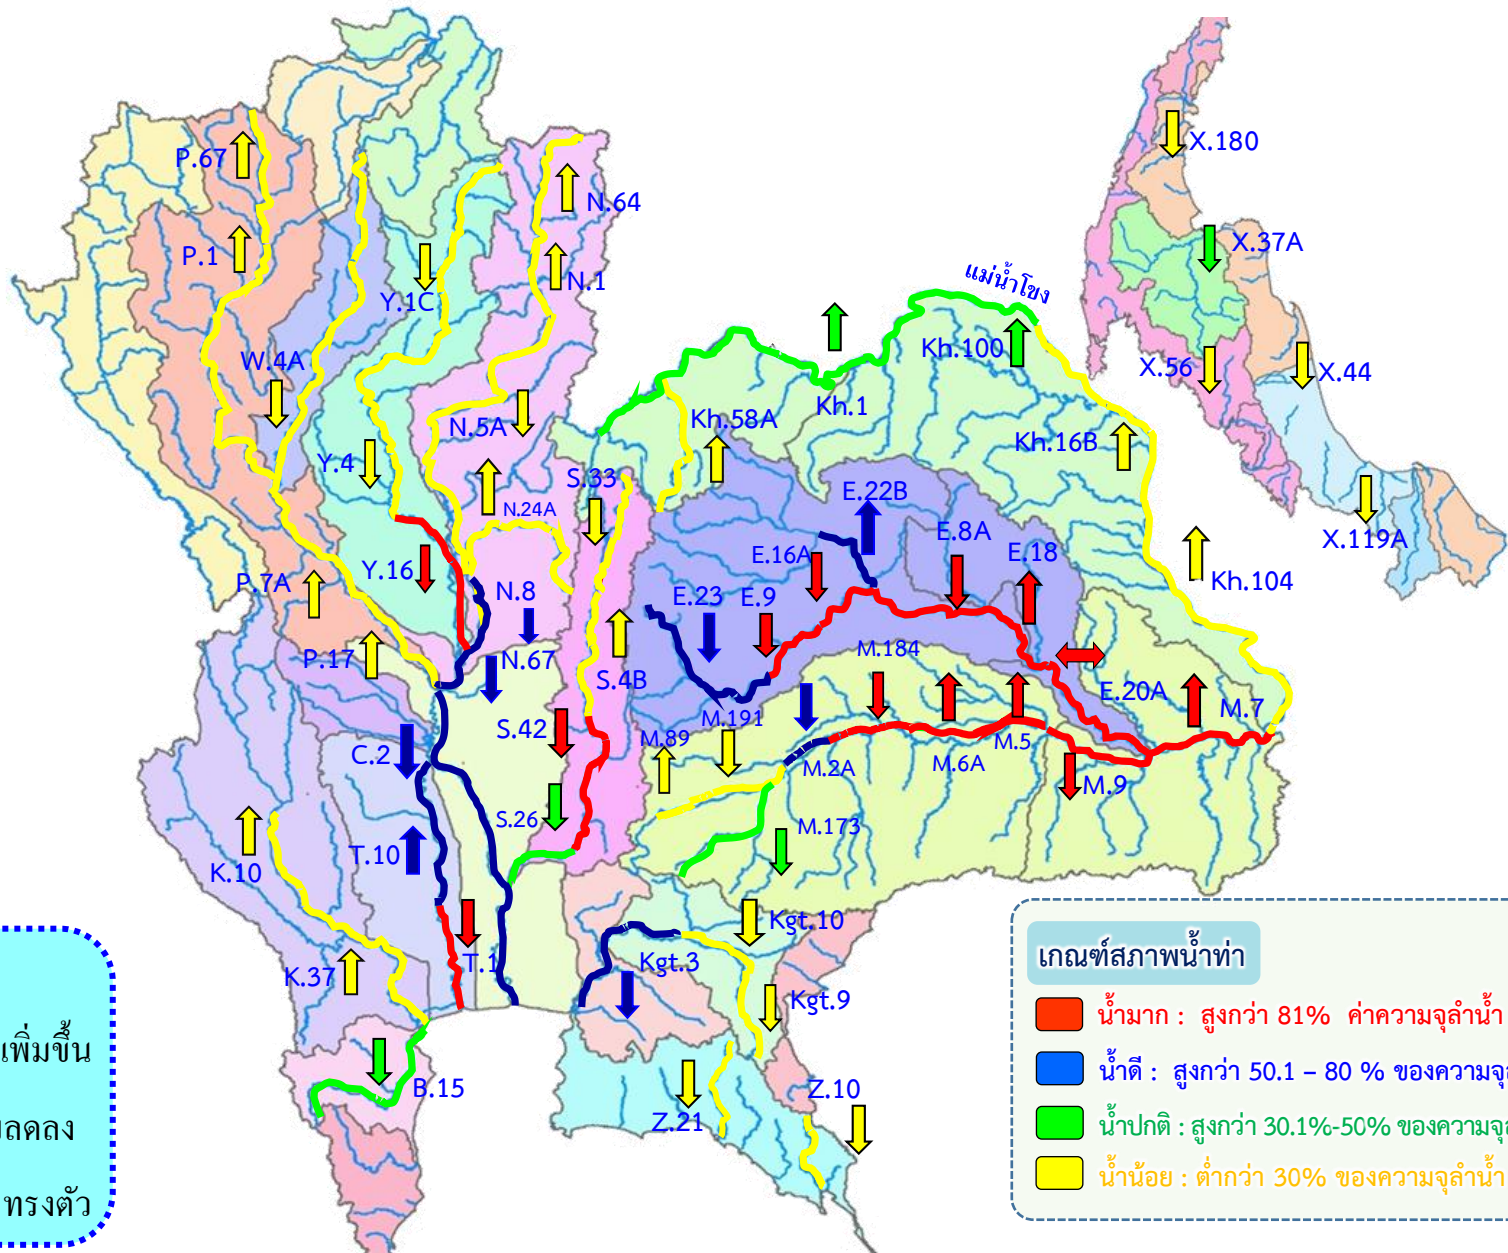 P.67
X.180
N.64
P.1
X.37A
N.1
แม่น้ำโขง
Y.1C
Kh.100
W.4A
X.56
X.44
Kh.1
Kh.58A
N.5A
Kh.16B
Y.4
S.33
E.22B
N.24A
E.8A
X.119A
E.16A
E.18
Y.16
P.7A
Kh.104
N.8
E.23
E.9
M.184
P.17
N.67
S.4B
E.20A
M.7
M.191
S.42
M.89
M.5
C.2
M.2A
M.6A
M.9
S.26
M.173
T.10
K.10
Kgt.10
T.1
Kgt.3
K.37
Kgt.9
B.15
Z.10
Z.21
เพิ่มขึ้น
ลดลง
ทรงตัว
เกณฑ์สภาพน้ำท่า
น้ำมาก : สูงกว่า 81% ค่าความจุลำน้ำ
น้ำดี : สูงกว่า 50.1 – 80 % ของความจุ
น้ำปกติ : สูงกว่า 30.1%-50% ของความจุ
น้ำน้อย : ต่ำกว่า 30% ของความจุลำน้ำ